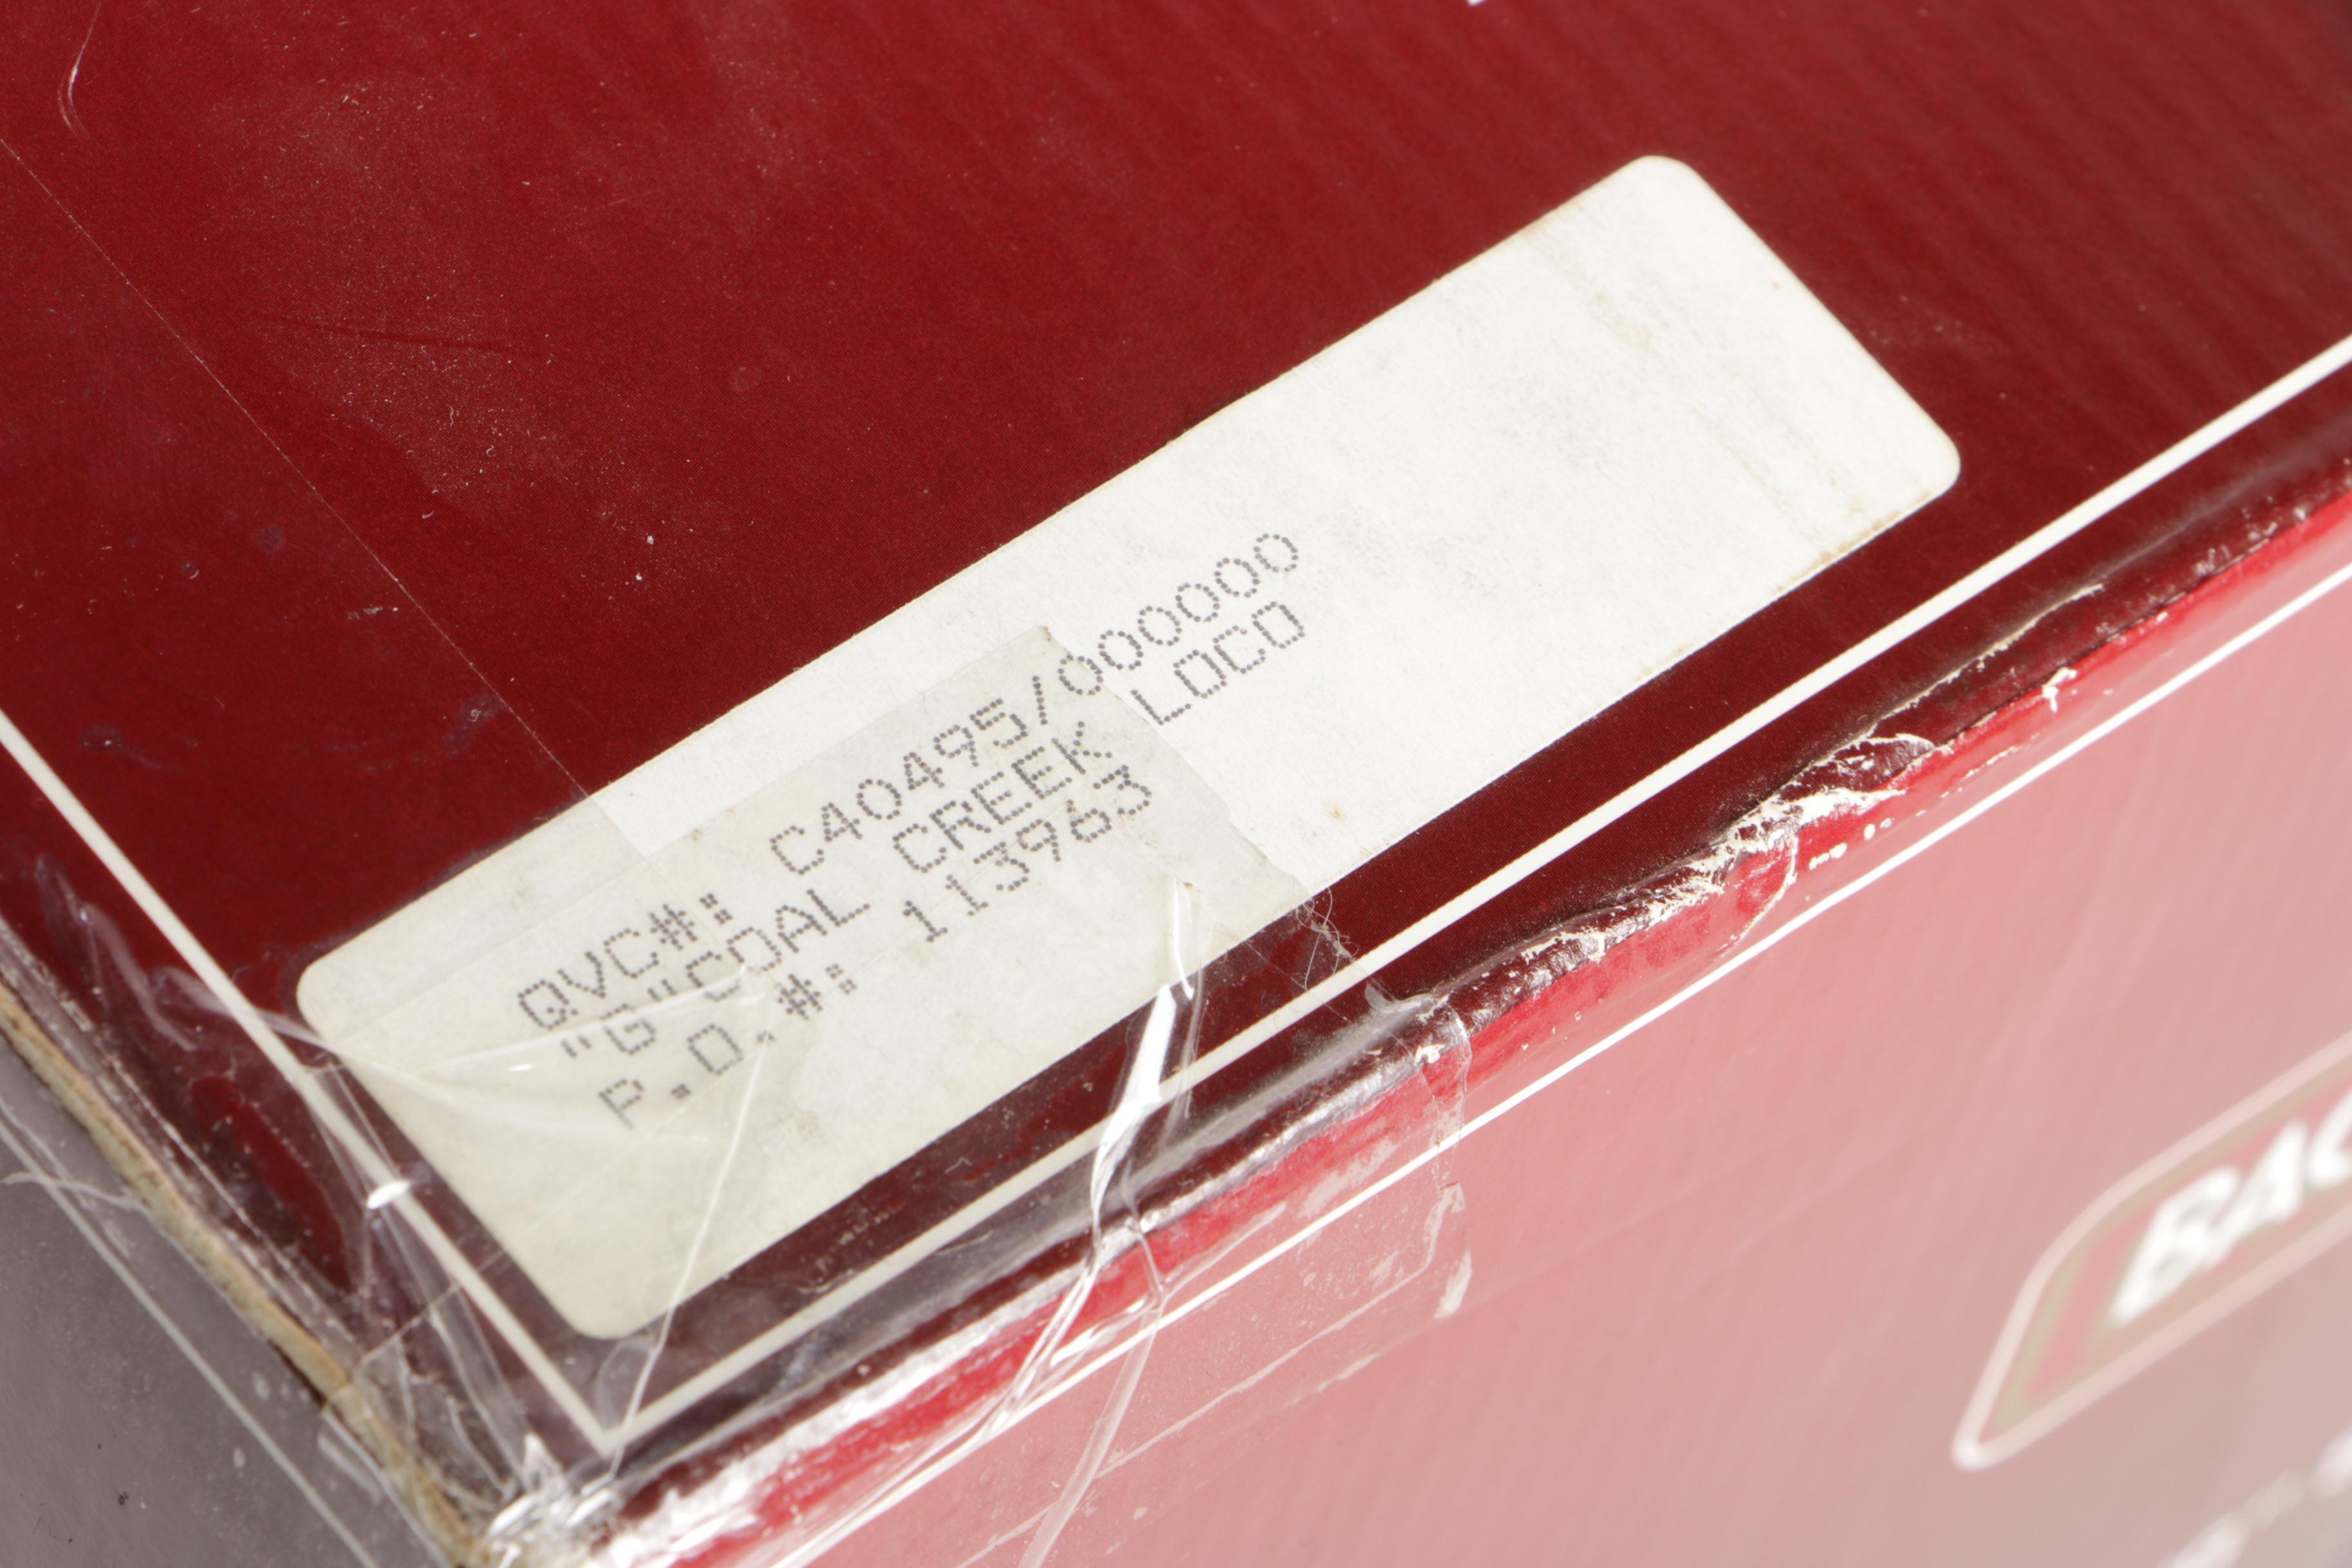 QVC#: C40495/000000
"G"COAL CREEK LOCO
P.O.#: 113963